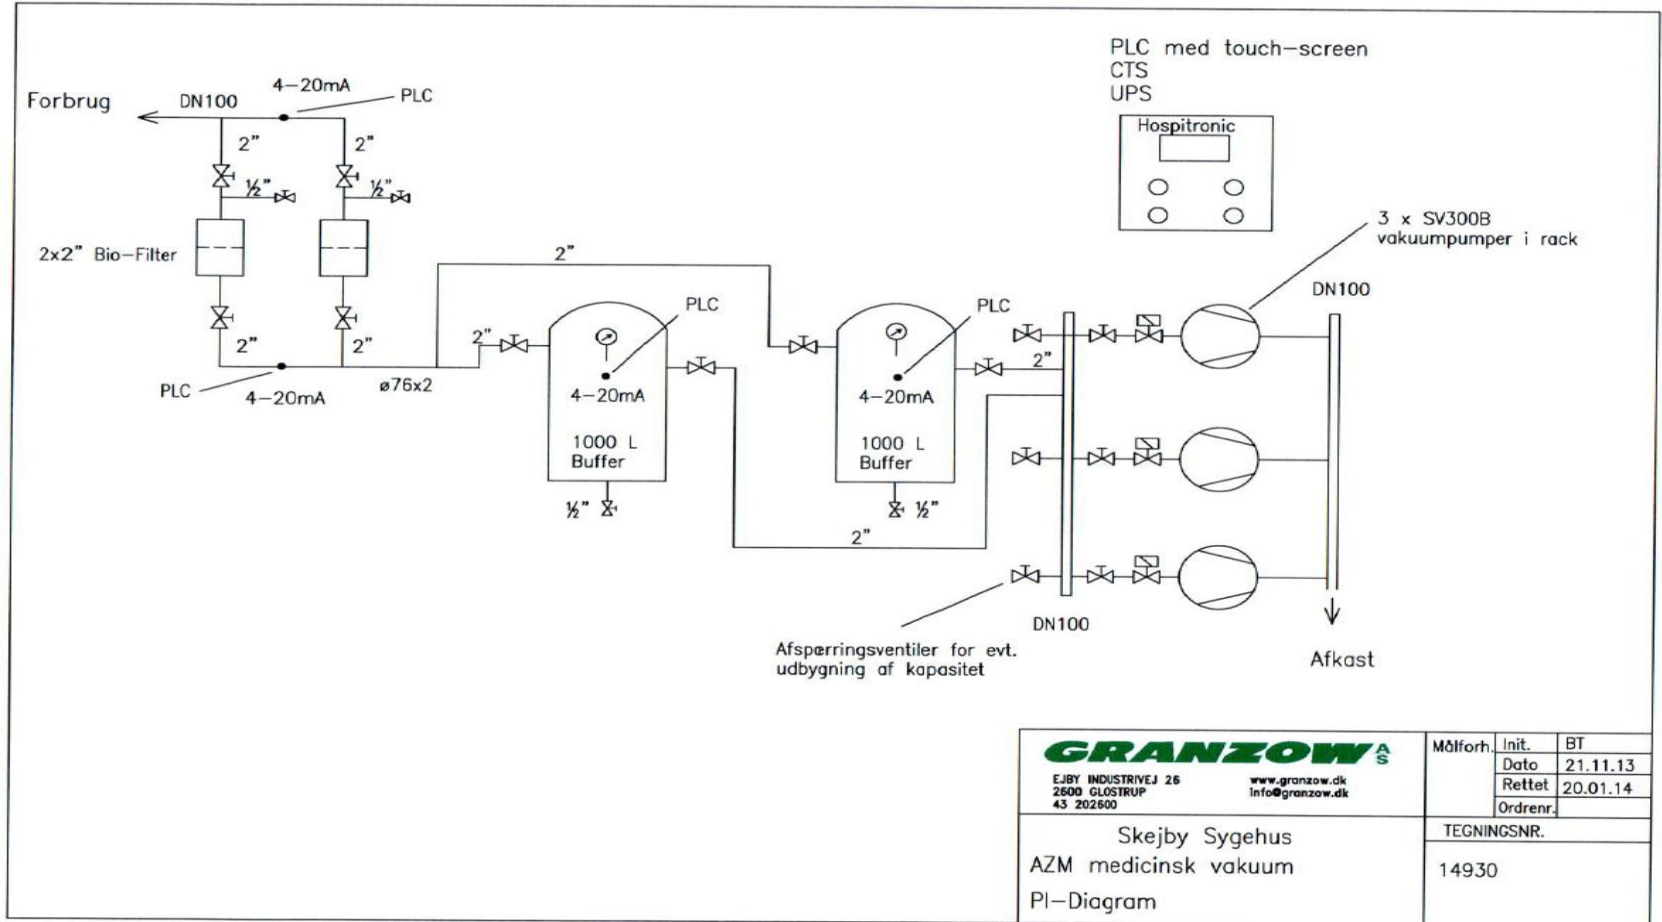 PLC med touch-screen
CTS
UPS
Hospitronic
4-20mA
PLC
Forbrug
DN100
2"
2"
½"
½"
2x2" Bio-Filter
2"
2"
PLC
4-20mA
ø76x2
2"
2"
PLC
4-20mA
1000 L
Buffer
½"
PLC
4-20mA
1000 L
Buffer
½"
2"
2"
3 x SV300B
vakuumpumper i rack
DN100
DN100
Afspærringsventiler for evt.
udbygning af kapasitet
Afkast
GRANZOW A/S
EJBY INDUSTRIVEJ 26
2600 GLOSTRUP
43 202600
www.granzow.dk
info@granzow.dk
Målforh.
Init. BT
Dato 21.11.13
Rettet 20.01.14
Ordrenr.
Skejby Sygehus
AZM medicinsk vakuum
PI-Diagram
TEGNINGSNR.
14930